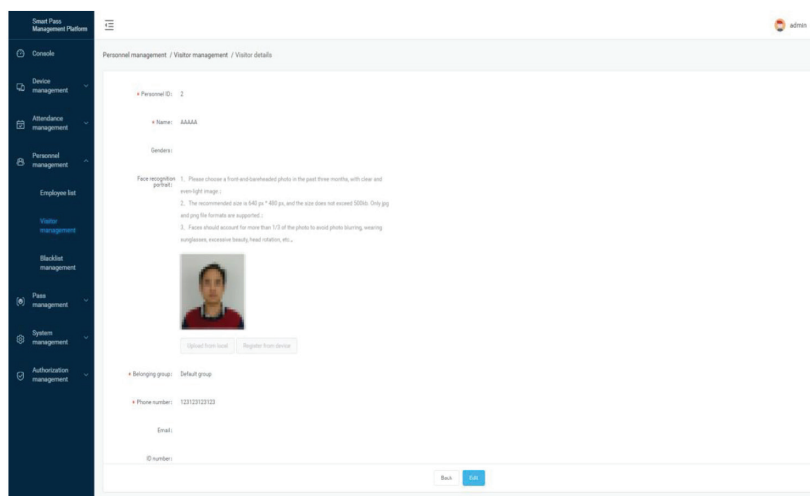 Smart Pass
Management Platform
admin
Console
Personnel management / Visitor management / Visitor details
Device
management
Attendance
management
Personnel
management
Employee list
Visitor
management
Blacklist
management
Pass
management
System
management
Authorization
management
* Personnel ID: 2
* Name: AAAAA
Genders:
Face recognition
portrait:
1. Please choose a front-and-bareheaded photo in the past three months, with clear and
even-light image.;
2. The recommended size is 640 px * 480 px, and the size does not exceed 500kb. Only jpg
and png file formats are supported.;
3. Faces should account for more than 1/3 of the photo to avoid photo blurring, wearing
sunglasses, excessive beauty, head rotation, etc..
Upload from local
Register from device
* Belonging group: Default group
* Phone number: 123123123123
Email:
ID number:
Back
Edit